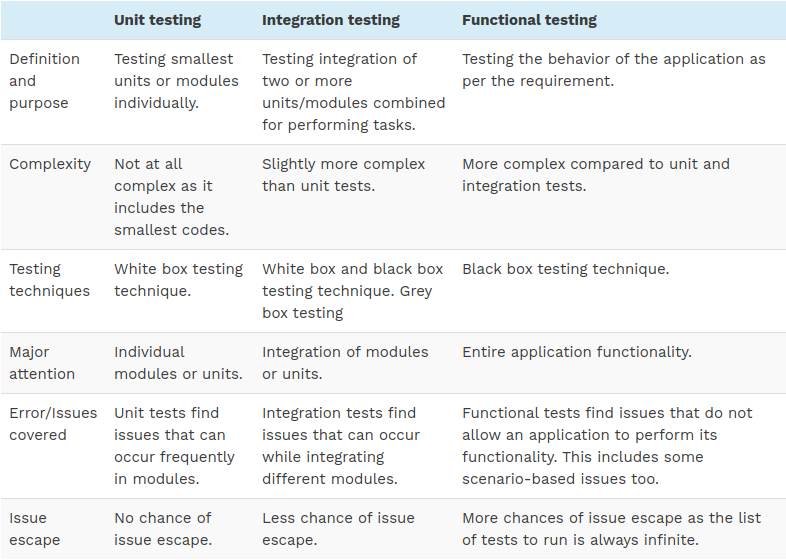 Unit testing Integration testing Functional testing
Definition and purpose
Testing smallest units or modules individually.
Testing integration of two or more units/modules combined for performing tasks.
Testing the behavior of the application as per the requirement.
Complexity
Not at all complex as it includes the smallest codes.
Slightly more complex than unit tests.
More complex compared to unit and integration tests.
Testing techniques
White box testing technique.
White box and black box testing technique. Grey box testing
Black box testing technique.
Major attention
Individual modules or units.
Integration of modules or units.
Entire application functionality.
Error/Issues covered
Unit tests find issues that can occur frequently in modules.
Integration tests find issues that can occur while integrating different modules.
Functional tests find issues that do not allow an application to perform its functionality. This includes some scenario-based issues too.
Issue escape
No chance of issue escape.
Less chance of issue escape.
More chances of issue escape as the list of tests to run is always infinite.